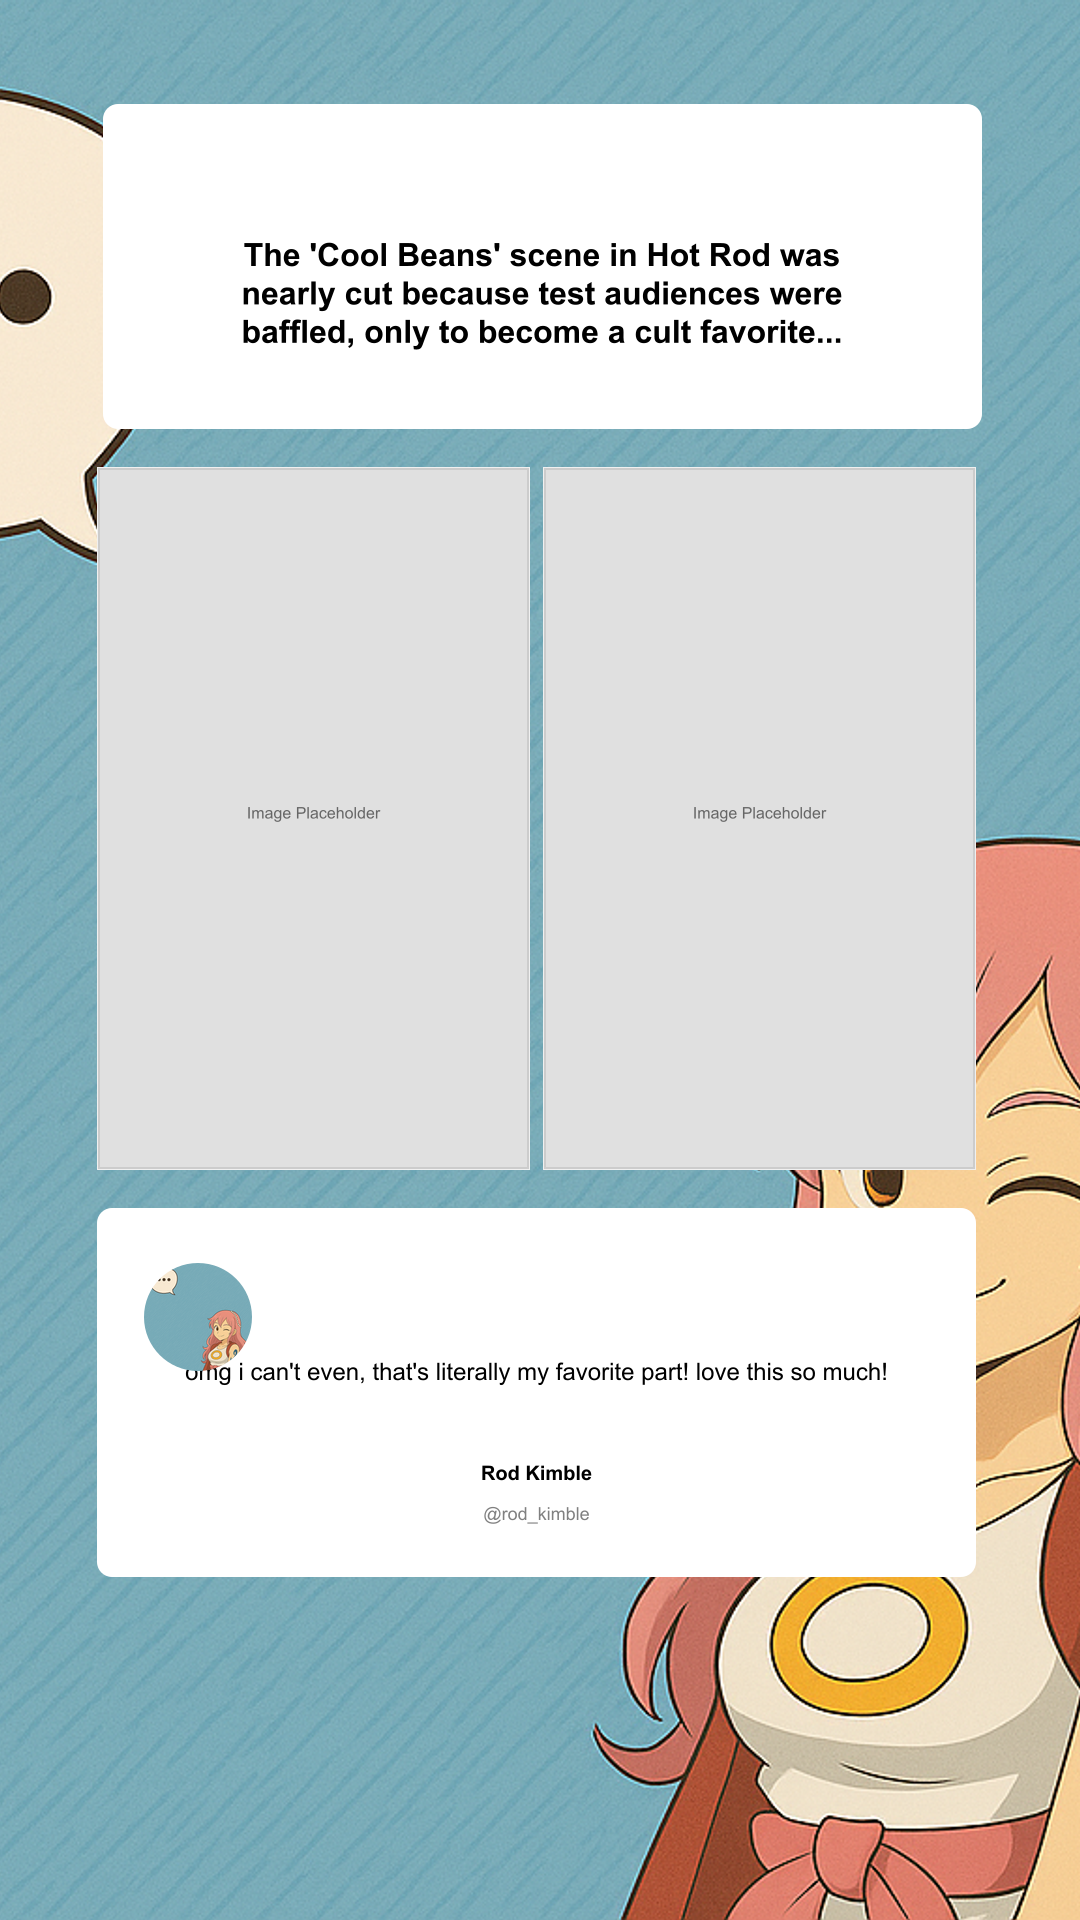 The 'Cool Beans' scene in Hot Rod was
nearly cut because test audiences were
baffled, only to become a cult favorite...
Image Placeholder
Image Placeholder
omg i can't even, that's literally my favorite part! love this so much!
Rod Kimble
@rod_kimble